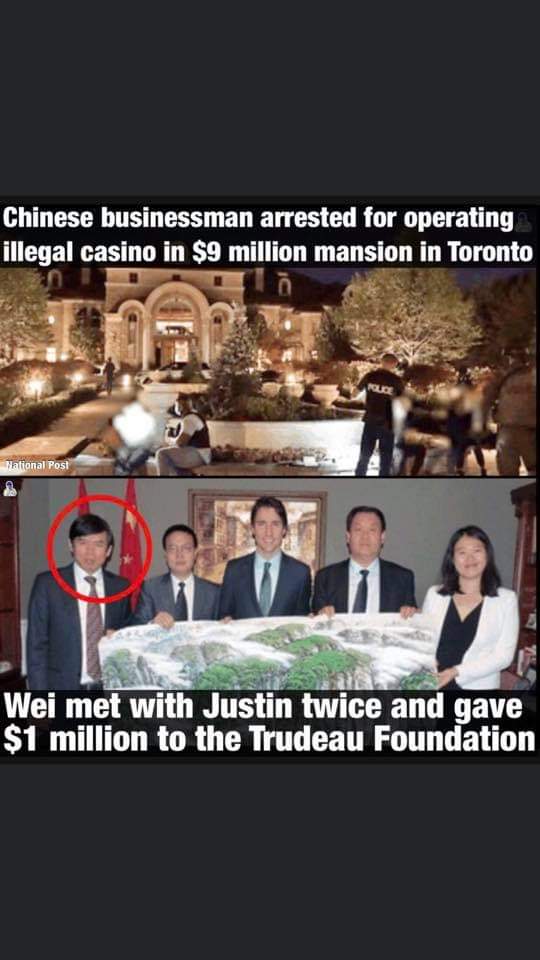 Chinese businessman arrested for operating
illegal casino in $9 million mansion in Toronto
POLICE
National Post
Wei met with Justin twice and gave
$1 million to the Trudeau Foundation